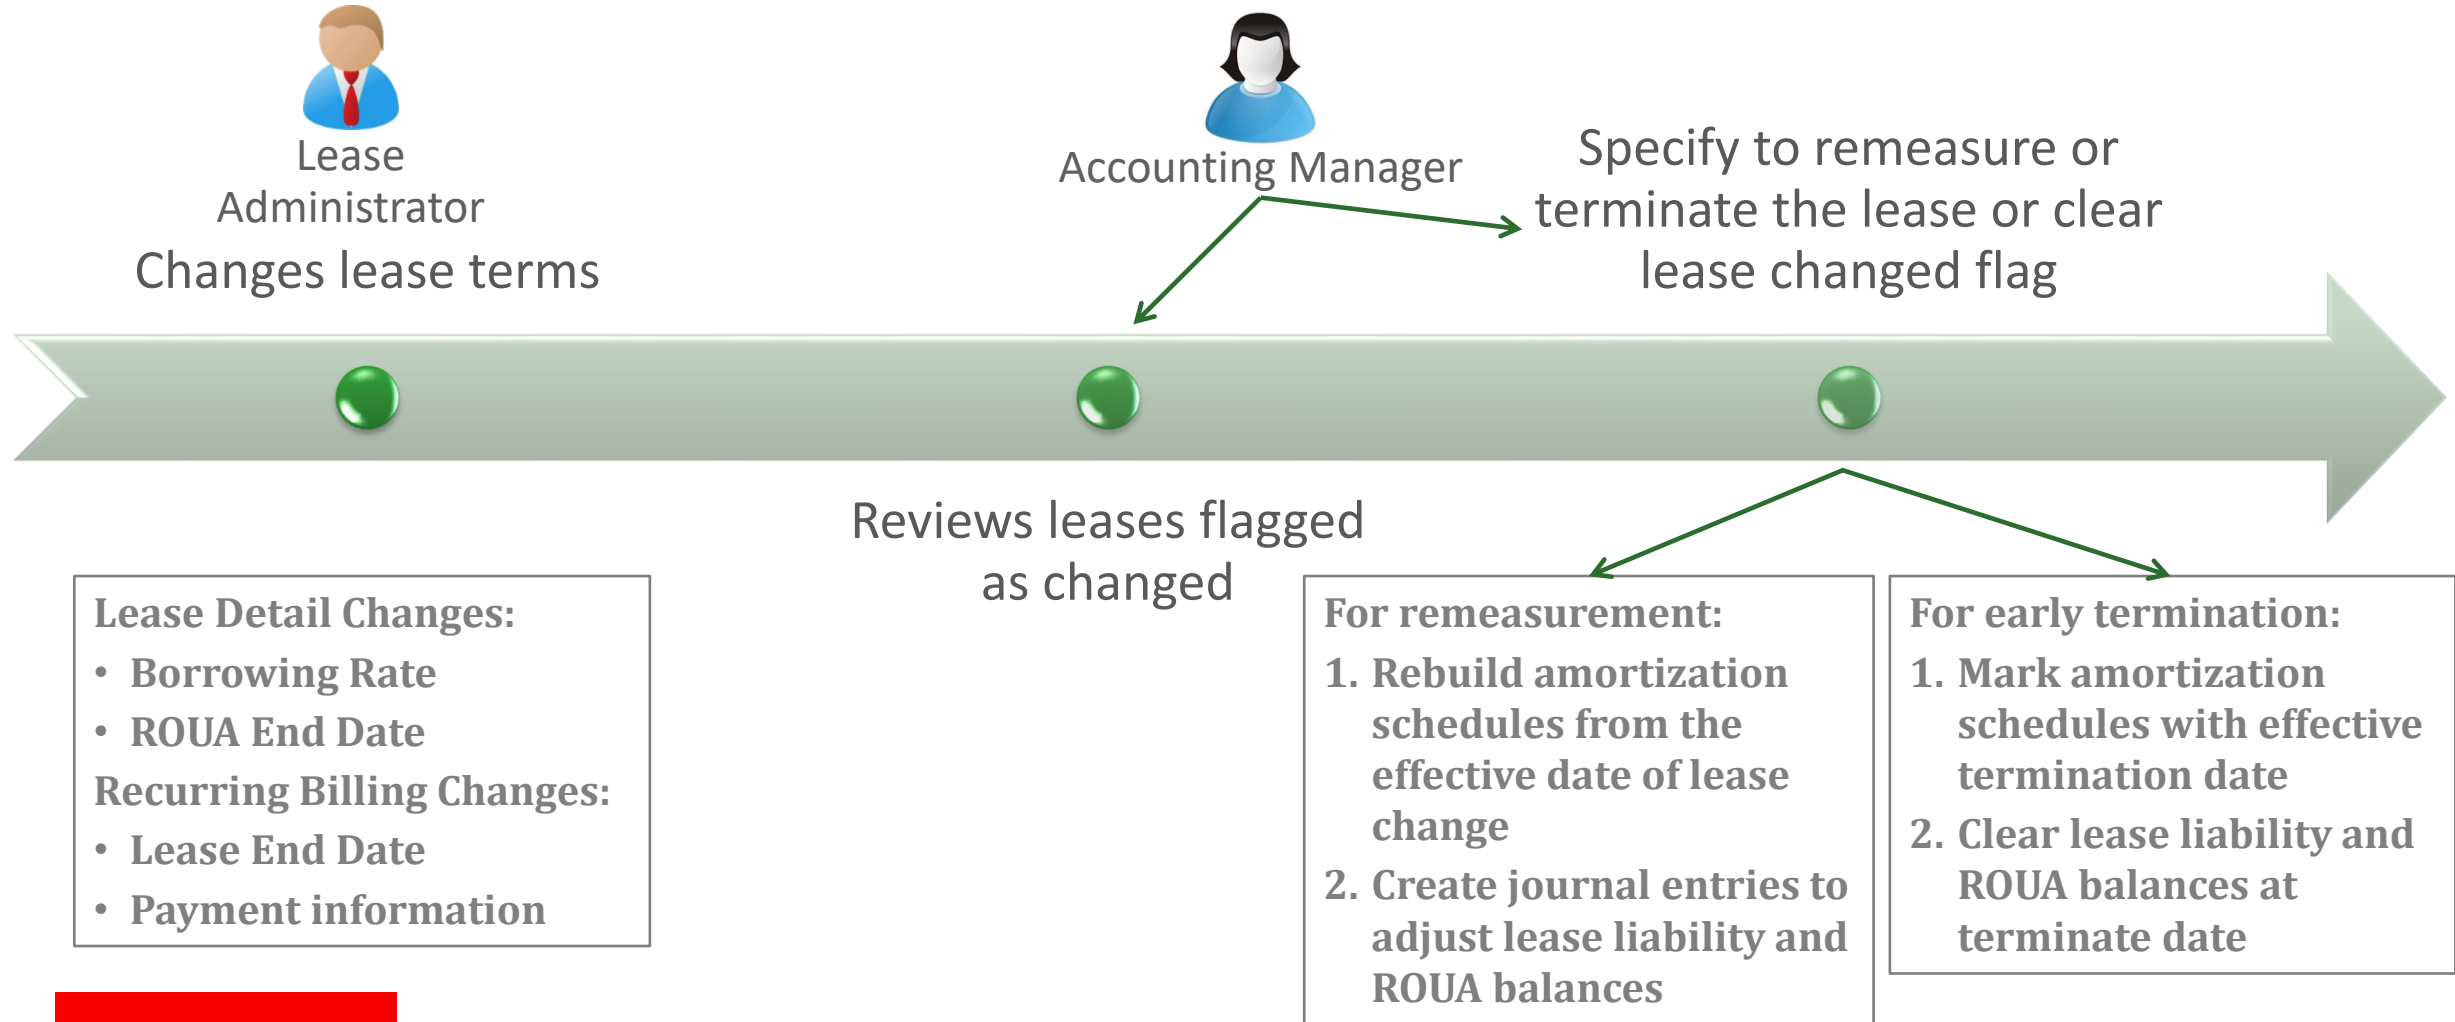 Lease
Administrator
Changes lease terms
Accounting Manager
Specify to remeasure or
terminate the lease or clear
lease changed flag
Reviews leases flagged
as changed
Lease Detail Changes:
• Borrowing Rate
• ROUA End Date
Recurring Billing Changes:
• Lease End Date
• Payment information
For remeasurement:
1. Rebuild amortization
schedules from the
effective date of lease
change
2. Create journal entries to
adjust lease liability and
ROUA balances
For early termination:
1. Mark amortization
schedules with effective
termination date
2. Clear lease liability and
ROUA balances at
terminate date